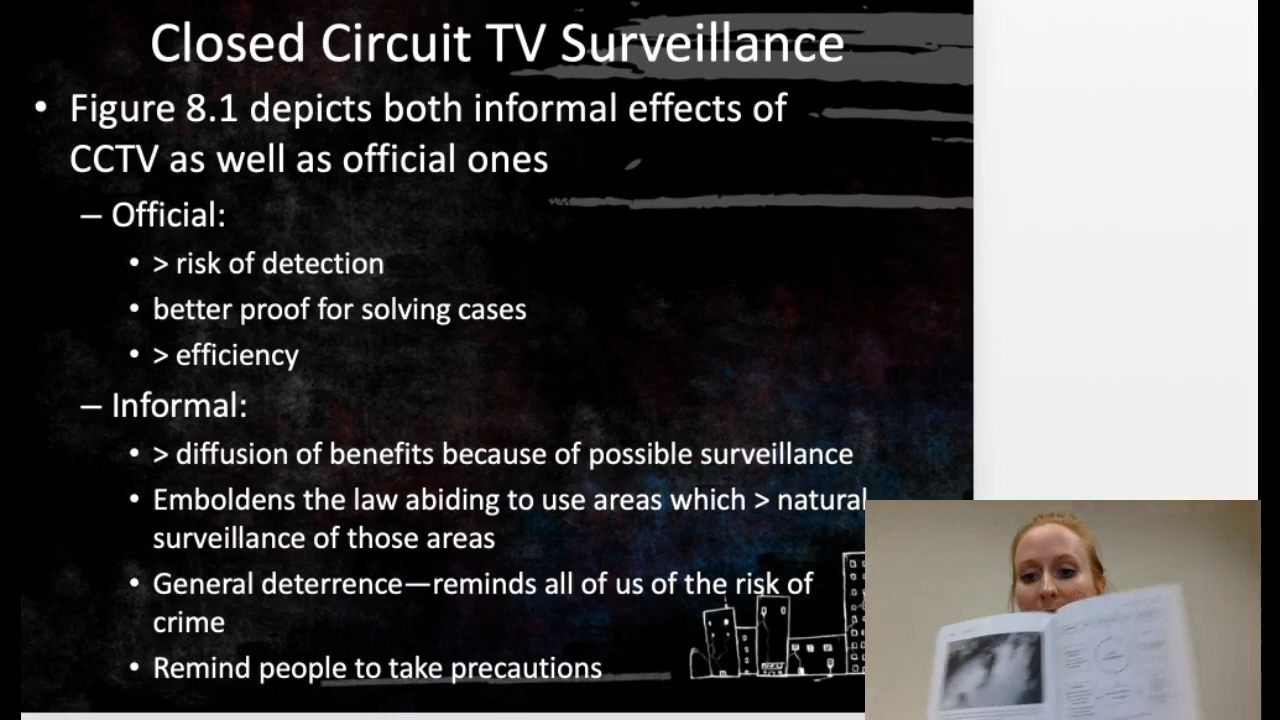 Closed Circuit TV Surveillance
• Figure 8.1 depicts both informal effects of
CCTV as well as official ones
– Official:
• > risk of detection
• better proof for solving cases
• > efficiency
– Informal:
• > diffusion of benefits because of possible surveillance
• Emboldens the law abiding to use areas which > natural
surveillance of those areas
• General deterrence—reminds all of us of the risk of
crime
• Remind people to take precautions